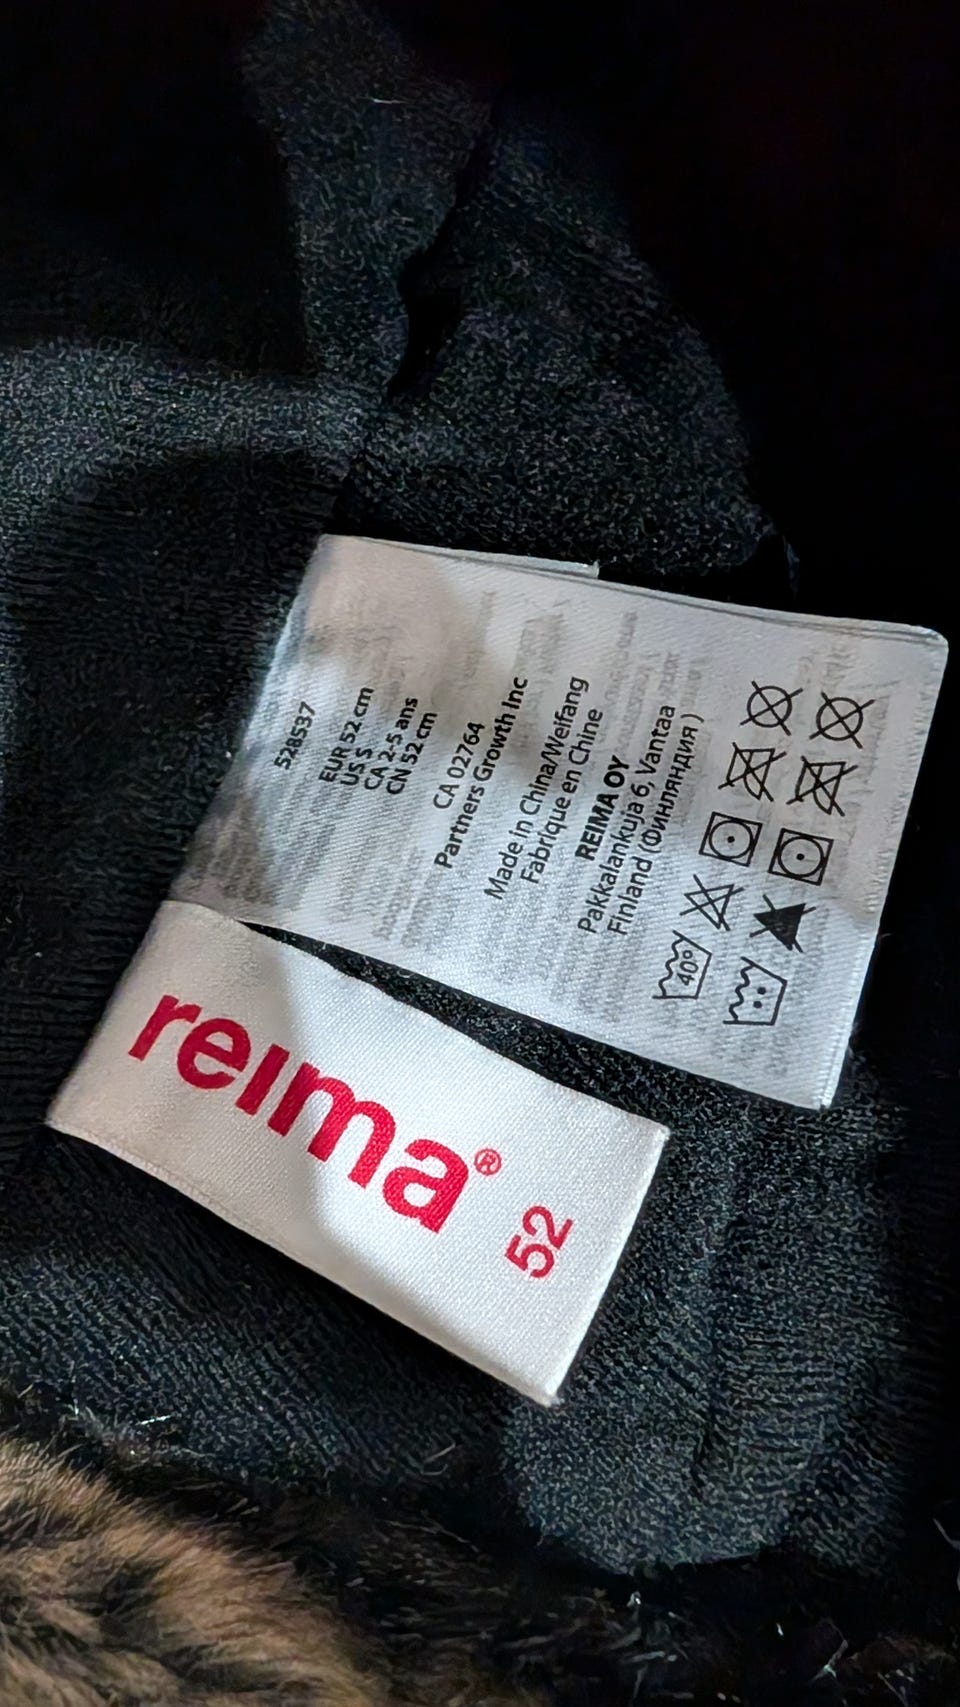 528537
EUR 52 cm
US S
CA 2-5 ans
CN 52 cm
CA 02764
Partners Growth Inc
Made in China/Weifang
Fabriqué en Chine
REIMA OY
Pakkalankuja 6, Vantaa
Finland (Финляндия)
40°
reima®
52